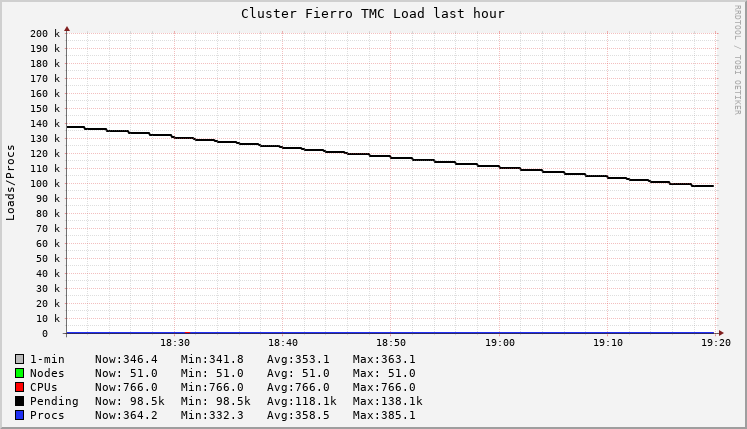 Cluster Fierro TMC Load last hour
RRDTOOL / TOBI OETIKER
Loads/Procs
200 k
190 k
180 k
170 k
160 k
150 k
140 k
130 k
120 k
110 k
100 k
90 k
80 k
70 k
60 k
50 k
40 k
30 k
20 k
10 k
0
18:30 18:40 18:50 19:00 19:10 19:20
1-min Now:346.4 Min:341.8 Avg:353.1 Max:363.1
Nodes Now: 51.0 Min: 51.0 Avg: 51.0 Max: 51.0
CPUs Now:766.0 Min:766.0 Avg:766.0 Max:766.0
Pending Now: 98.5k Min: 98.5k Avg:118.1k Max:138.1k
Procs Now:364.2 Min:332.3 Avg:358.5 Max:385.1